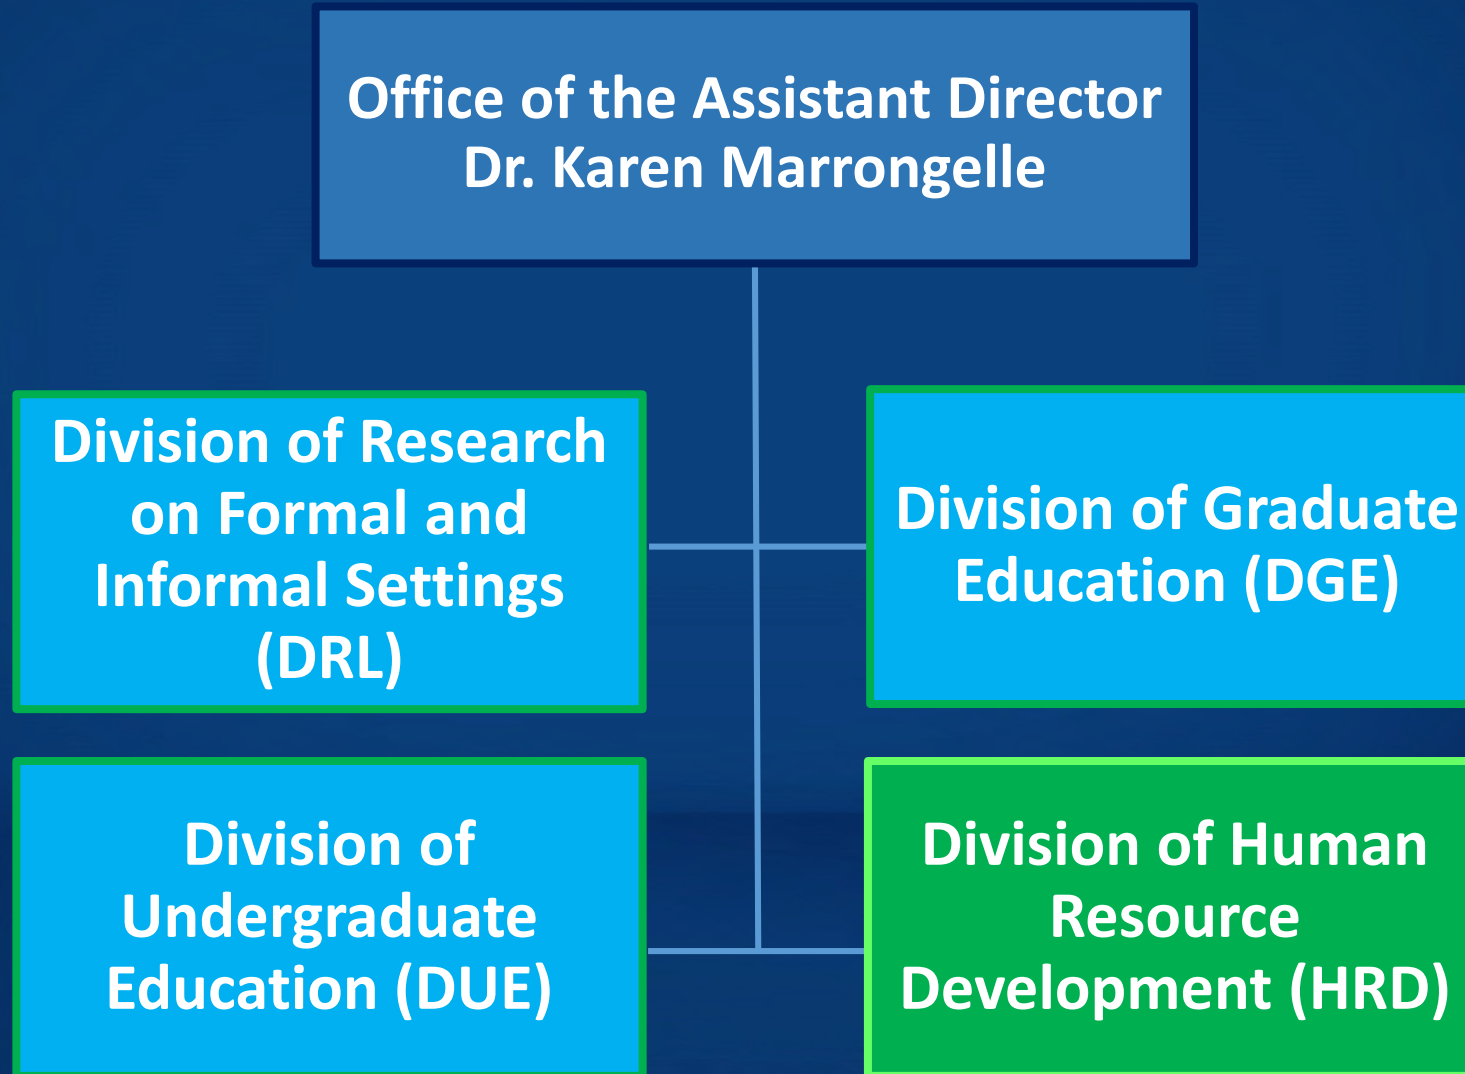 Office of the Assistant Director
Dr. Karen Marrongelle
Division of Research
on Formal and
Informal Settings
(DRL)
Division of Graduate
Education (DGE)
Division of
Undergraduate
Education (DUE)
Division of Human
Resource
Development (HRD)